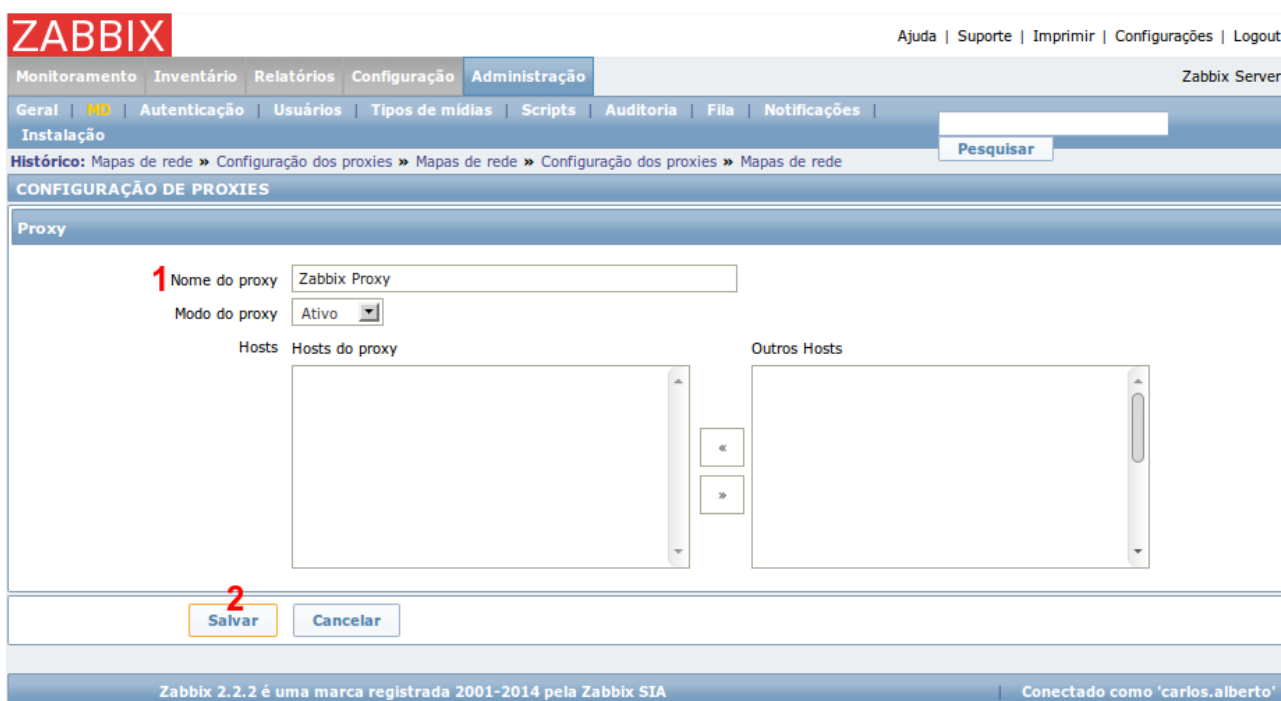 ZABBIX
Ajuda | Suporte | Imprimir | Configurações | Logout
Monitoramento Inventário Relatórios Configuração Administração
Zabbix Server
Geral | MD | Autenticação | Usuários | Tipos de mídias | Scripts | Auditoria | Fila | Notificações |
Instalação
Pesquisar
Histórico: Mapas de rede » Configuração dos proxies » Mapas de rede » Configuração dos proxies » Mapas de rede
CONFIGURAÇÃO DE PROXIES
Proxy
1 Nome do proxy Zabbix Proxy
Modo do proxy Ativo
Hosts Hosts do proxy Outros Hosts
«
»
2
Salvar Cancelar
Zabbix 2.2.2 é uma marca registrada 2001-2014 pela Zabbix SIA | Conectado como 'carlos.alberto'